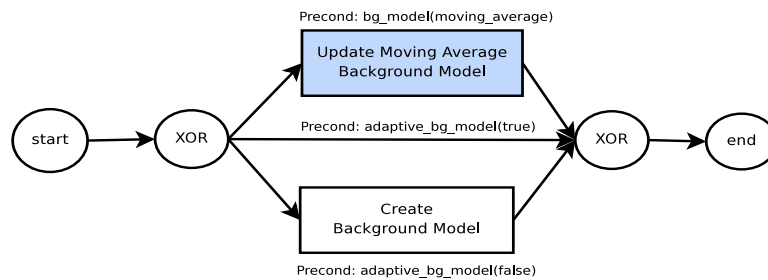 Precond: bg_model(moving_average)
Update Moving Average
Background Model
Precond: adaptive_bg_model(true)
start
XOR
XOR
end
Create
Background Model
Precond: adaptive_bg_model(false)